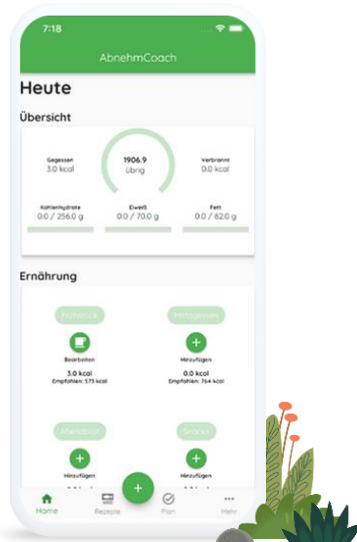 7:18
AbnehmCoach
Heute
Übersicht
Gegessen
3.0 kcal
1906.9
übrig
Verbrannt
0.0 kcal
Kohlenhydrate
0.0 / 256.0 g
Eiweiß
0.0 / 70.0 g
Fett
0.0 / 62.0 g
Ernährung
Frühstück
Mittagessen
Bearbeiten
3.0 kcal
Empfohlen: 573 kcal
Hinzufügen
0.0 kcal
Empfohlen: 764 kcal
Abendbrot
Snacks
Hinzufügen
Hinzufügen
Home
Rezepte
Plan
Mehr